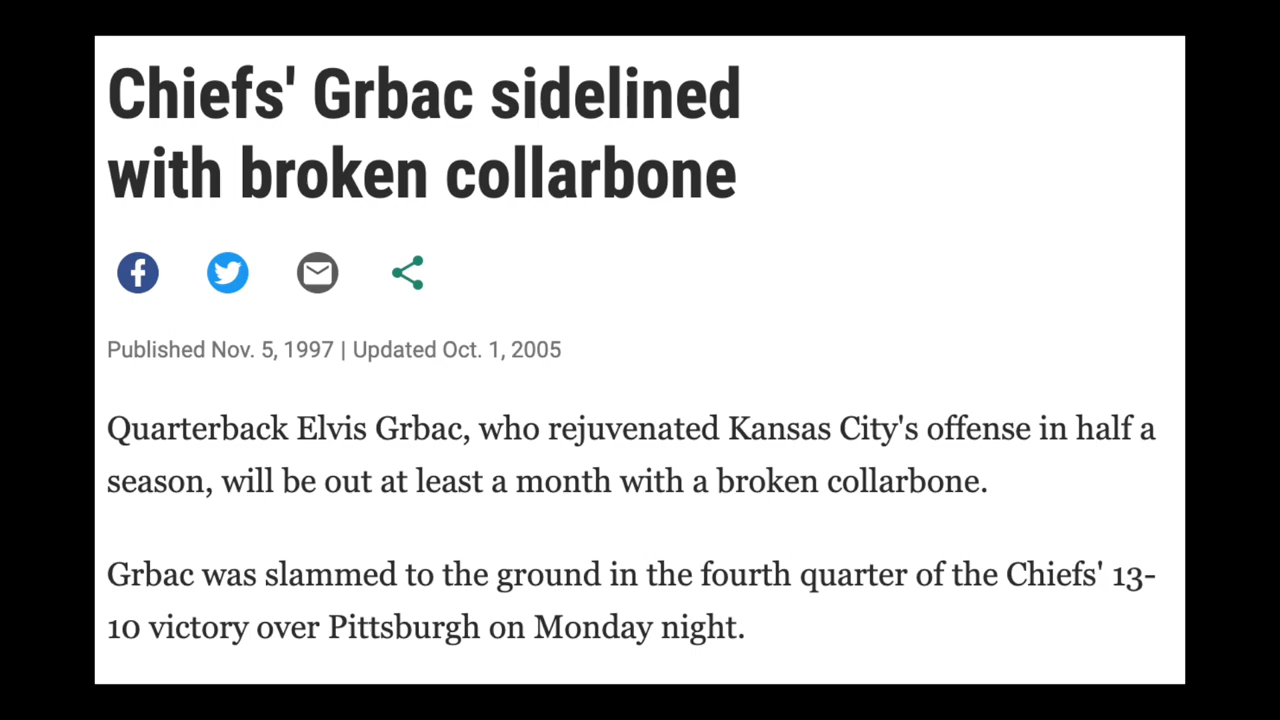 Chiefs' Grbac sidelined
with broken collarbone
Published Nov. 5, 1997 | Updated Oct. 1, 2005
Quarterback Elvis Grbac, who rejuvenated Kansas City's offense in half a
season, will be out at least a month with a broken collarbone.
Grbac was slammed to the ground in the fourth quarter of the Chiefs' 13-
10 victory over Pittsburgh on Monday night.